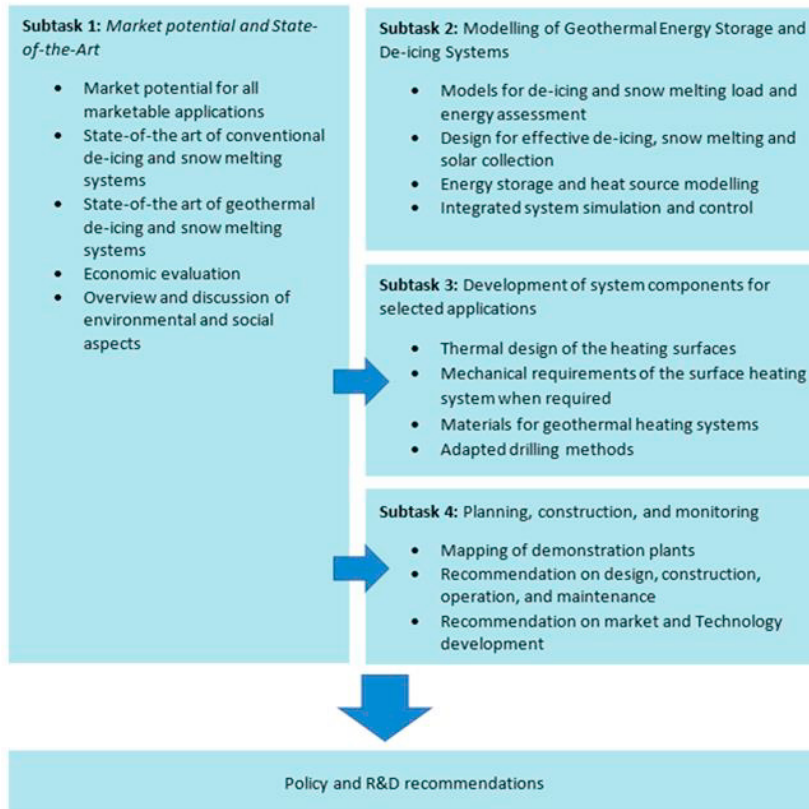 Subtask 1: Market potential and State-
of-the-Art
• Market potential for all
marketable applications
• State-of-the art of conventional
de-icing and snow melting
systems
• State-of-the art of geothermal
de-icing and snow melting
systems
• Economic evaluation
• Overview and discussion of
environmental and social
aspects
Subtask 2: Modelling of Geothermal Energy Storage and
De-icing Systems
• Models for de-icing and snow melting load and
energy assessment
• Design for effective de-icing, snow melting and
solar collection
• Energy storage and heat source modelling
• Integrated system simulation and control
Subtask 3: Development of system components for
selected applications
• Thermal design of the heating surfaces
• Mechanical requirements of the surface heating
system when required
• Materials for geothermal heating systems
• Adapted drilling methods
Subtask 4: Planning, construction, and monitoring
• Mapping of demonstration plants
• Recommendation on design, construction,
operation, and maintenance
• Recommendation on market and Technology
development
Policy and R&D recommendations